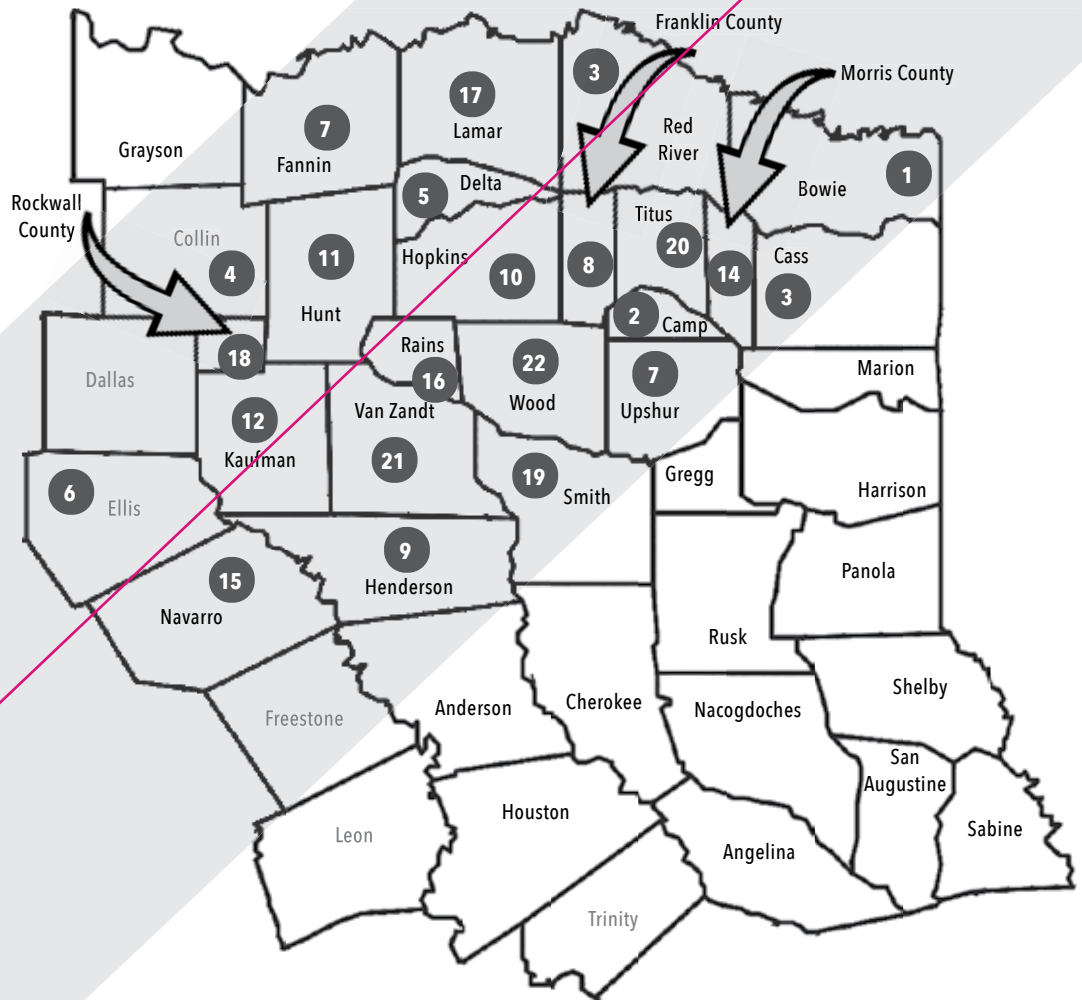 Franklin County
3
Morris County
17
Lamar
7
Fannin
Red
River
Grayson
1
Bowie
5
Delta
Rockwall
County
Titus
Collin
4
11
Hopkins
10
8
20
14
Cass
3
Hunt
2
Camp
18
Rains
16
22
Wood
7
Upshur
Marion
Dallas
12
Kaufman
Van Zandt
21
19
Smith
Gregg
Harrison
6
Ellis
9
Henderson
15
Navarro
Panola
Rusk
Freestone
Anderson
Cherokee
Nacogdoches
Shelby
San
Augustine
Leon
Houston
Angelina
Sabine
Trinity